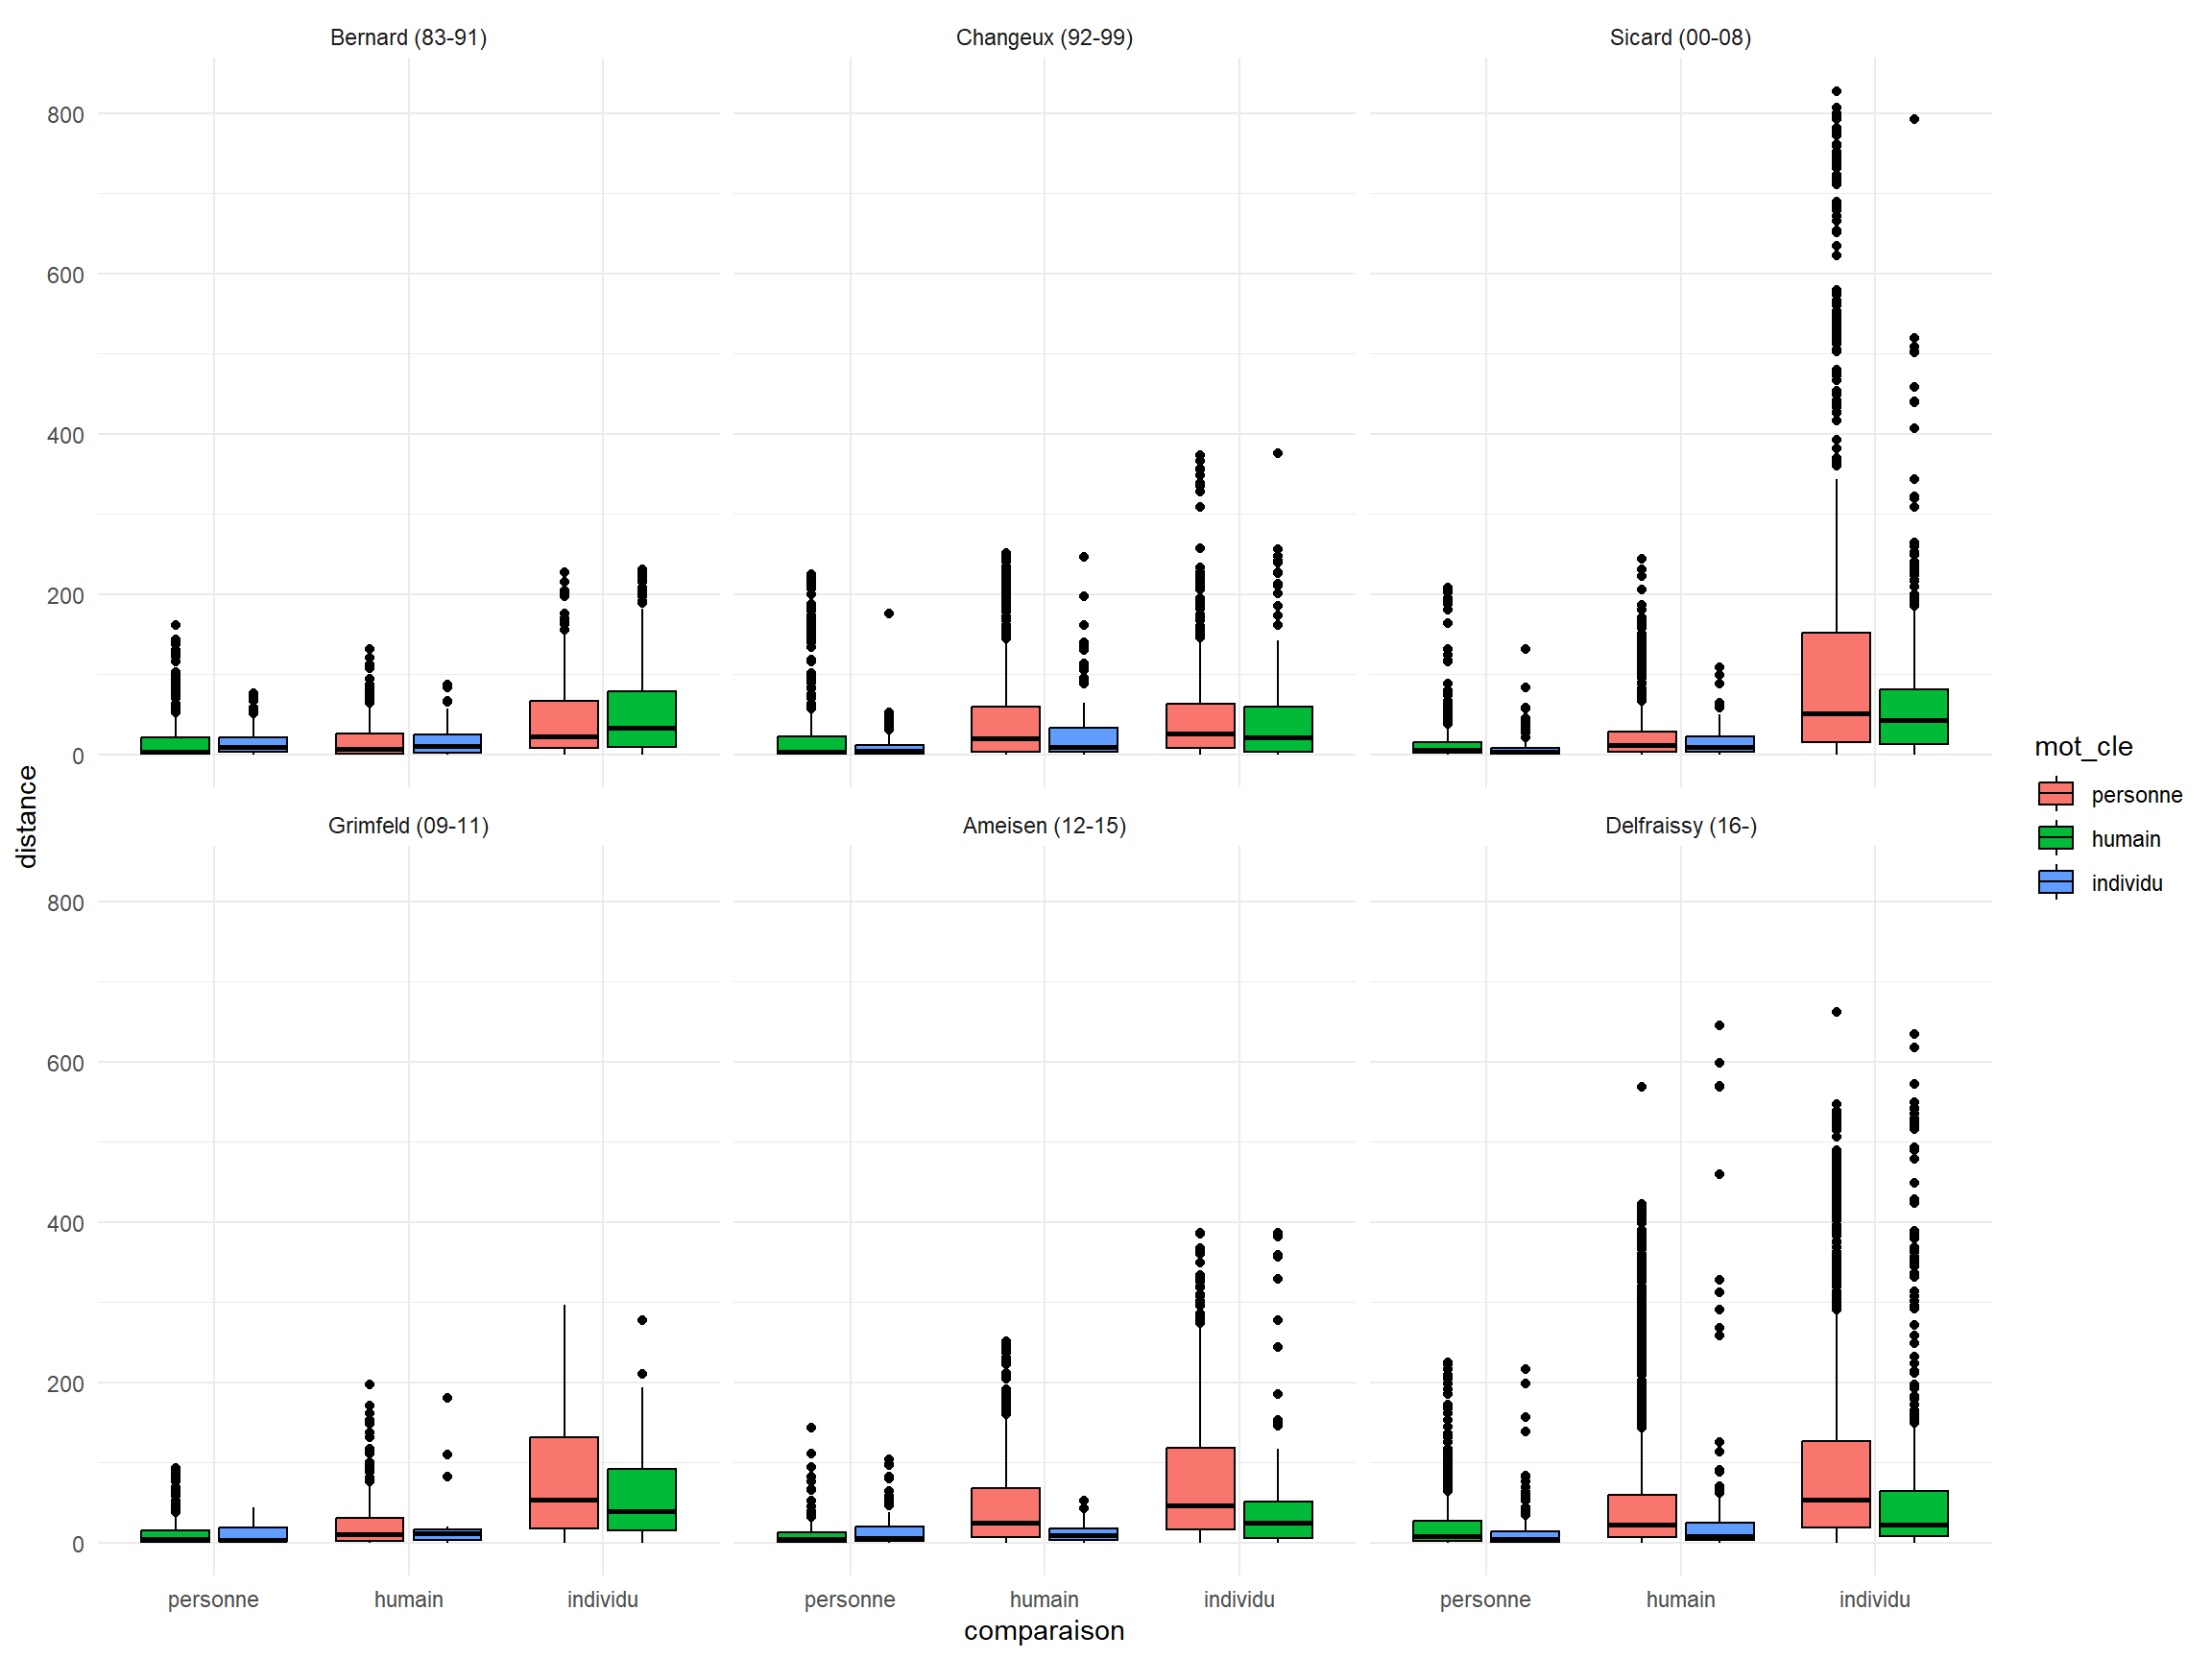 Bernard (83-91)
Changeux (92-99)
Sicard (00-08)
800
600
400
200
0
Grimfeld (09-11)
Ameisen (12-15)
Delfraissy (16-)
800
600
400
200
0
personne
humain
individu
personne
humain
individu
personne
humain
individu
comparaison
distance
mot_cle
personne
humain
individu